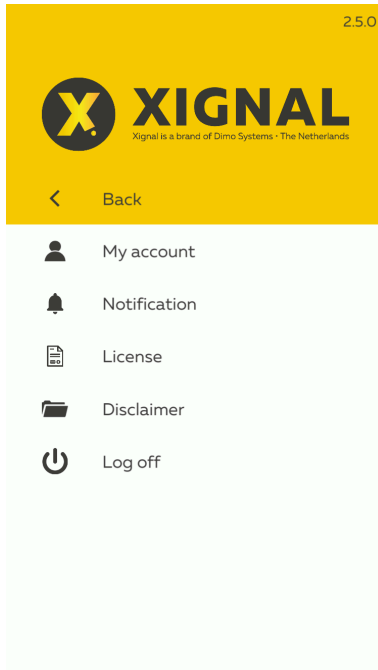 2.5.0
XIGNAL
Xignal is a brand of Dimo Systems · The Netherlands
Back
My account
Notification
License
Disclaimer
Log off